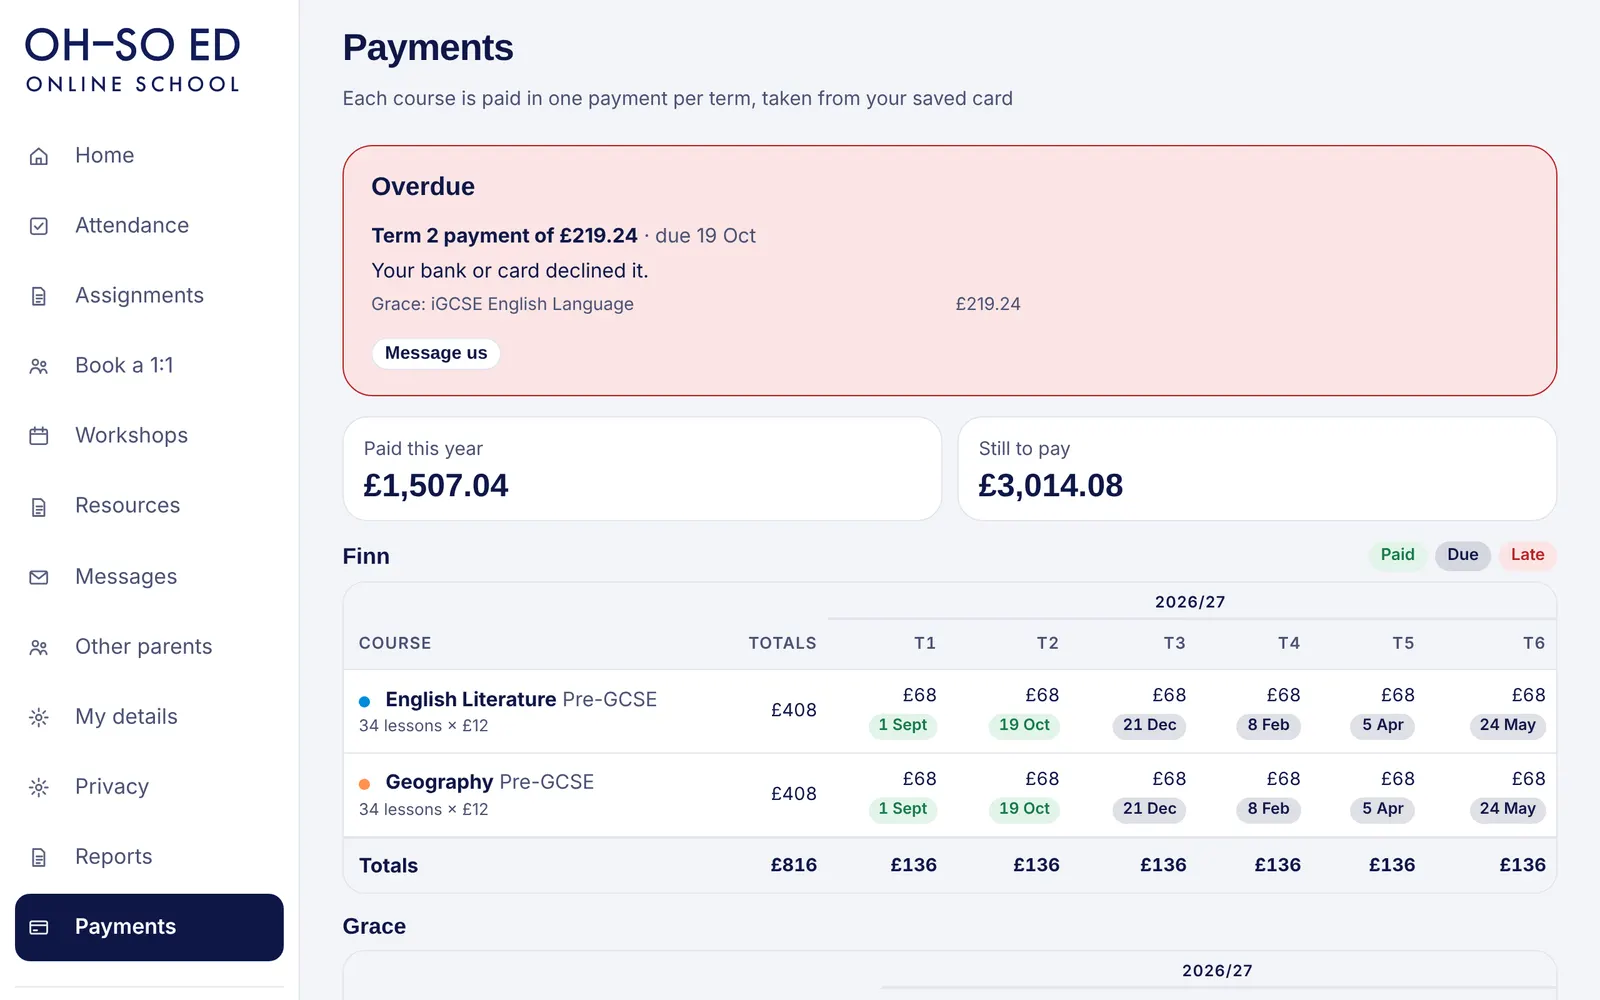 OH–SO ED
ONLINE SCHOOL
Home
Attendance
Assignments
Book a 1:1
Workshops
Resources
Messages
Other parents
My details
Privacy
Reports
Payments
Payments
Each course is paid in one payment per term, taken from your saved card
Overdue
Term 2 payment of £219.24 · due 19 Oct
Your bank or card declined it.
Grace: iGCSE English Language £219.24
Message us
Paid this year
£1,507.04
Still to pay
£3,014.08
Finn
Paid Due Late
2026/27
COURSE TOTALS T1 T2 T3 T4 T5 T6
English Literature Pre-GCSE
34 lessons × £12
£408
£68 £68 £68 £68 £68 £68
1 Sept 19 Oct 21 Dec 8 Feb 5 Apr 24 May
Geography Pre-GCSE
34 lessons × £12
£408
£68 £68 £68 £68 £68 £68
1 Sept 19 Oct 21 Dec 8 Feb 5 Apr 24 May
Totals £816 £136 £136 £136 £136 £136 £136
Grace
2026/27